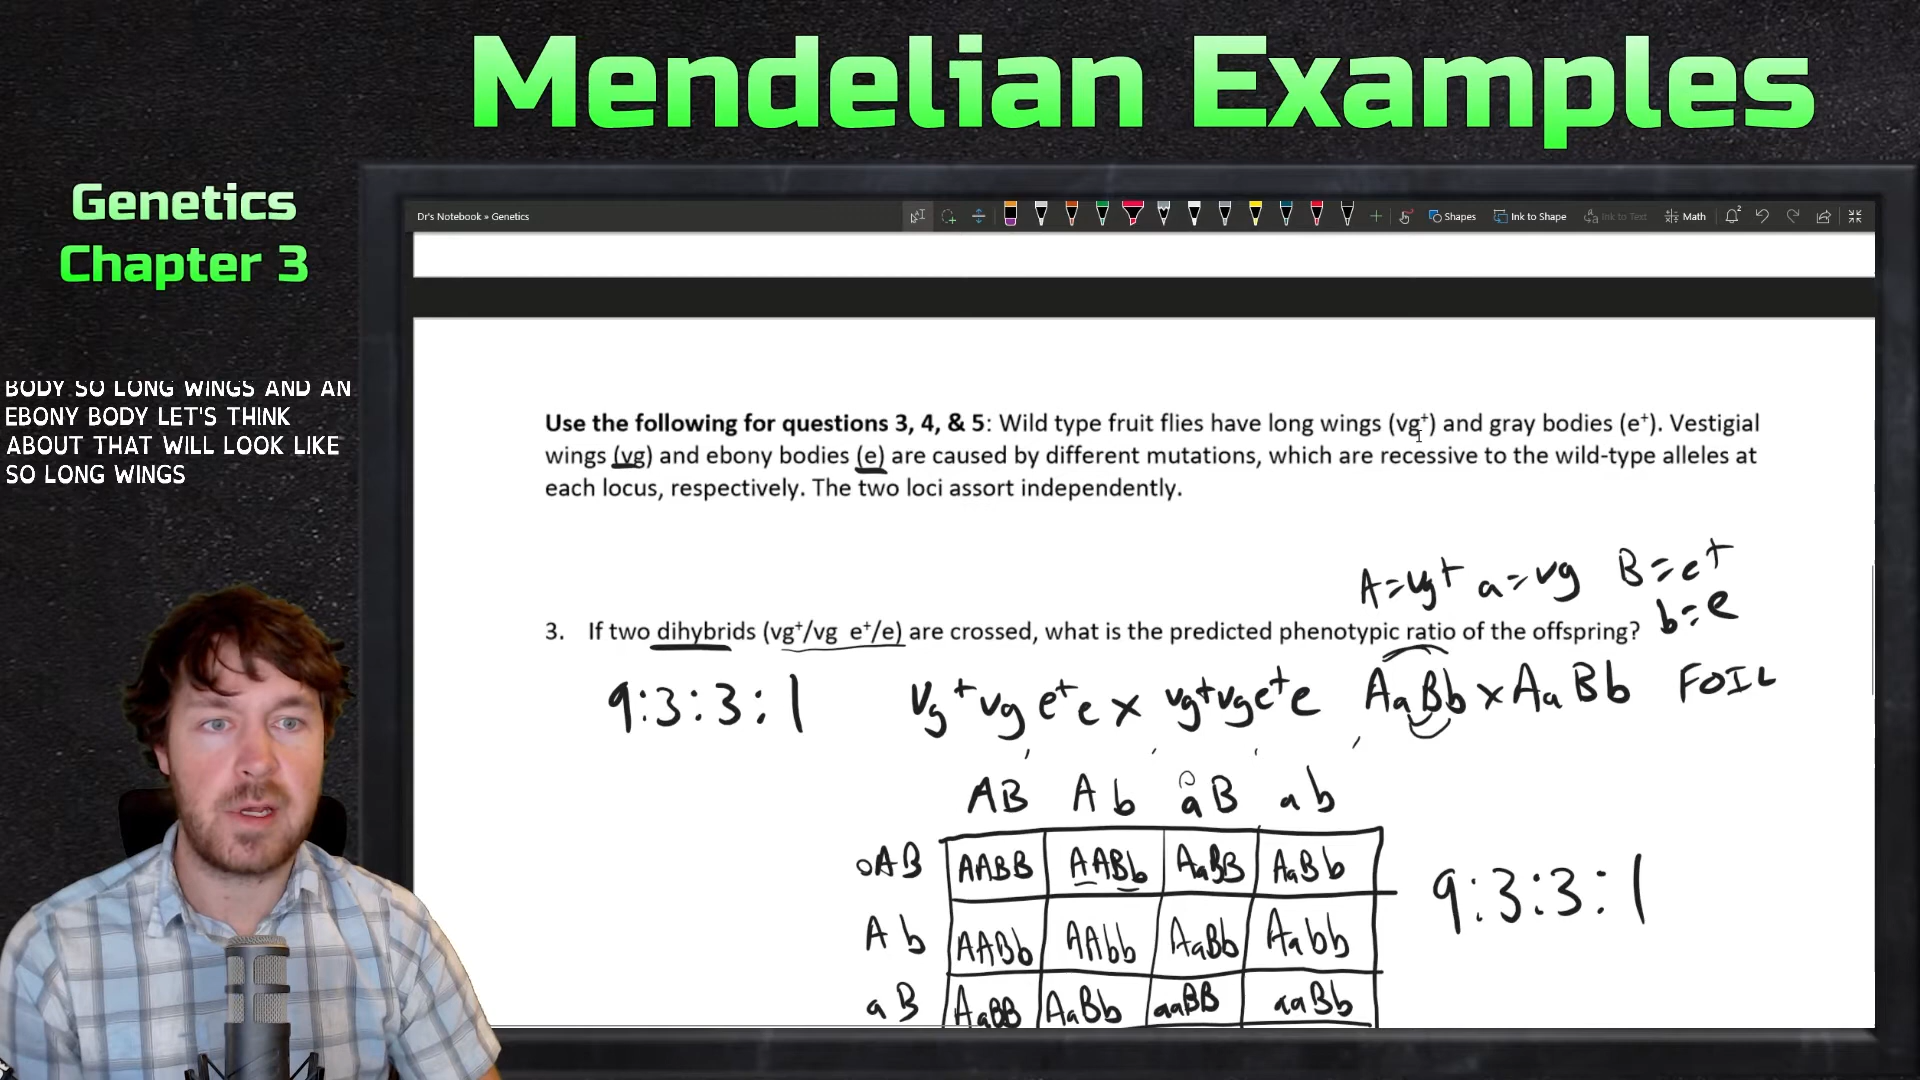 Mendelian Examples
Genetics
Chapter 3
BODY SO LONG WINGS AND AN
EBONY BODY LET'S THINK
ABOUT THAT WILL LOOK LIKE
SO LONG WINGS
Dr's Notebook » Genetics
Shapes
Ink to Shape
Ink to Text
Math
2
Use the following for questions 3, 4, & 5: Wild type fruit flies have long wings (vg⁺) and gray bodies (e⁺). Vestigial
wings (vg) and ebony bodies (e) are caused by different mutations, which are recessive to the wild-type alleles at
each locus, respectively. The two loci assort independently.
A=vg⁺ a=vg B=e⁺
b=e
3. If two dihybrids (vg⁺/vg e⁺/e) are crossed, what is the predicted phenotypic ratio of the offspring?
9:3:3:1 vg⁺vg e⁺e x vg⁺vg e⁺e AaBb x AaBb FOIL
AB Ab aB ab
AB AABB AABb AaBB AaBb
9:3:3:1
Ab AABb AAbb AaBb Aabb
aB AaBB AaBb aaBB aaBb